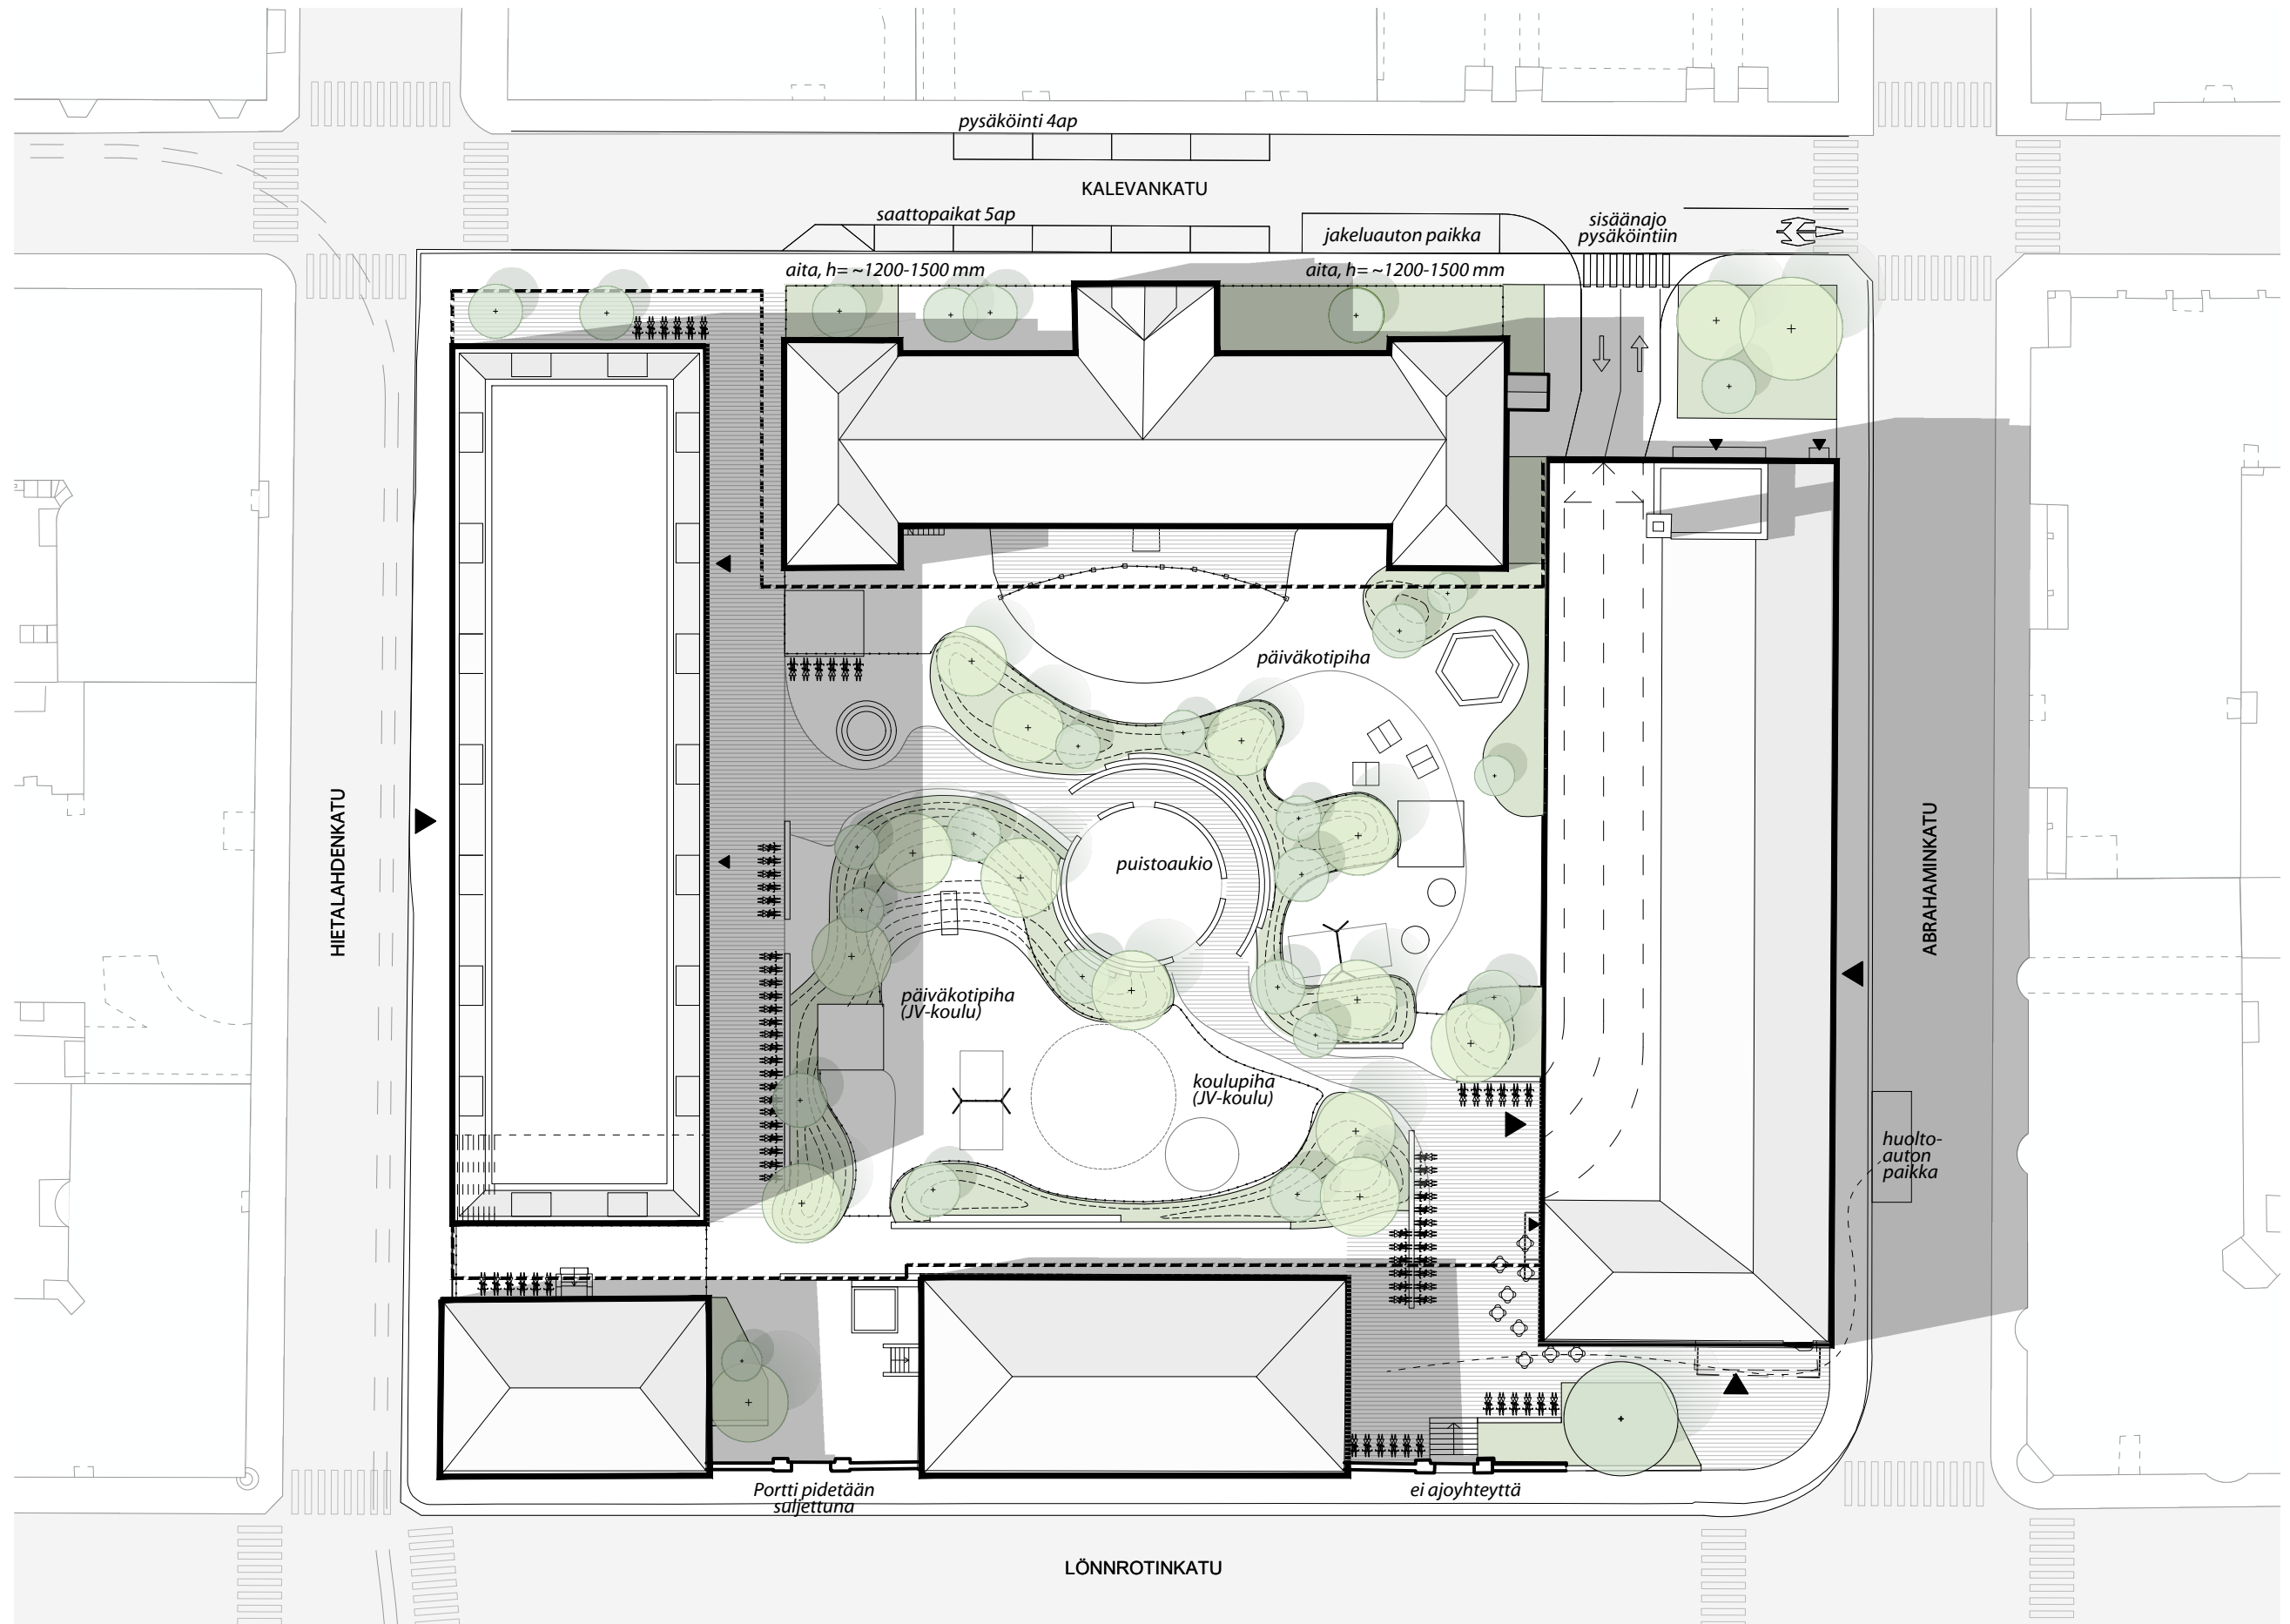 pysäköinti 4ap
KALEVANKATU
saattopaikat 5ap
jakeluauton paikka
sisäänajo
pysäköintiin
aita, h= ~1200-1500 mm
aita, h= ~1200-1500 mm
päiväkotipiha
HIETALAHDENKATU
puistoaukio
ABRAHAMINKATU
päiväkotipiha
(JV-koulu)
koulupiha
(JV-koulu)
huolto-
auton
paikka
Portti pidetään
suljettuna
ei ajoyhteyttä
LÖNNROTINKATU